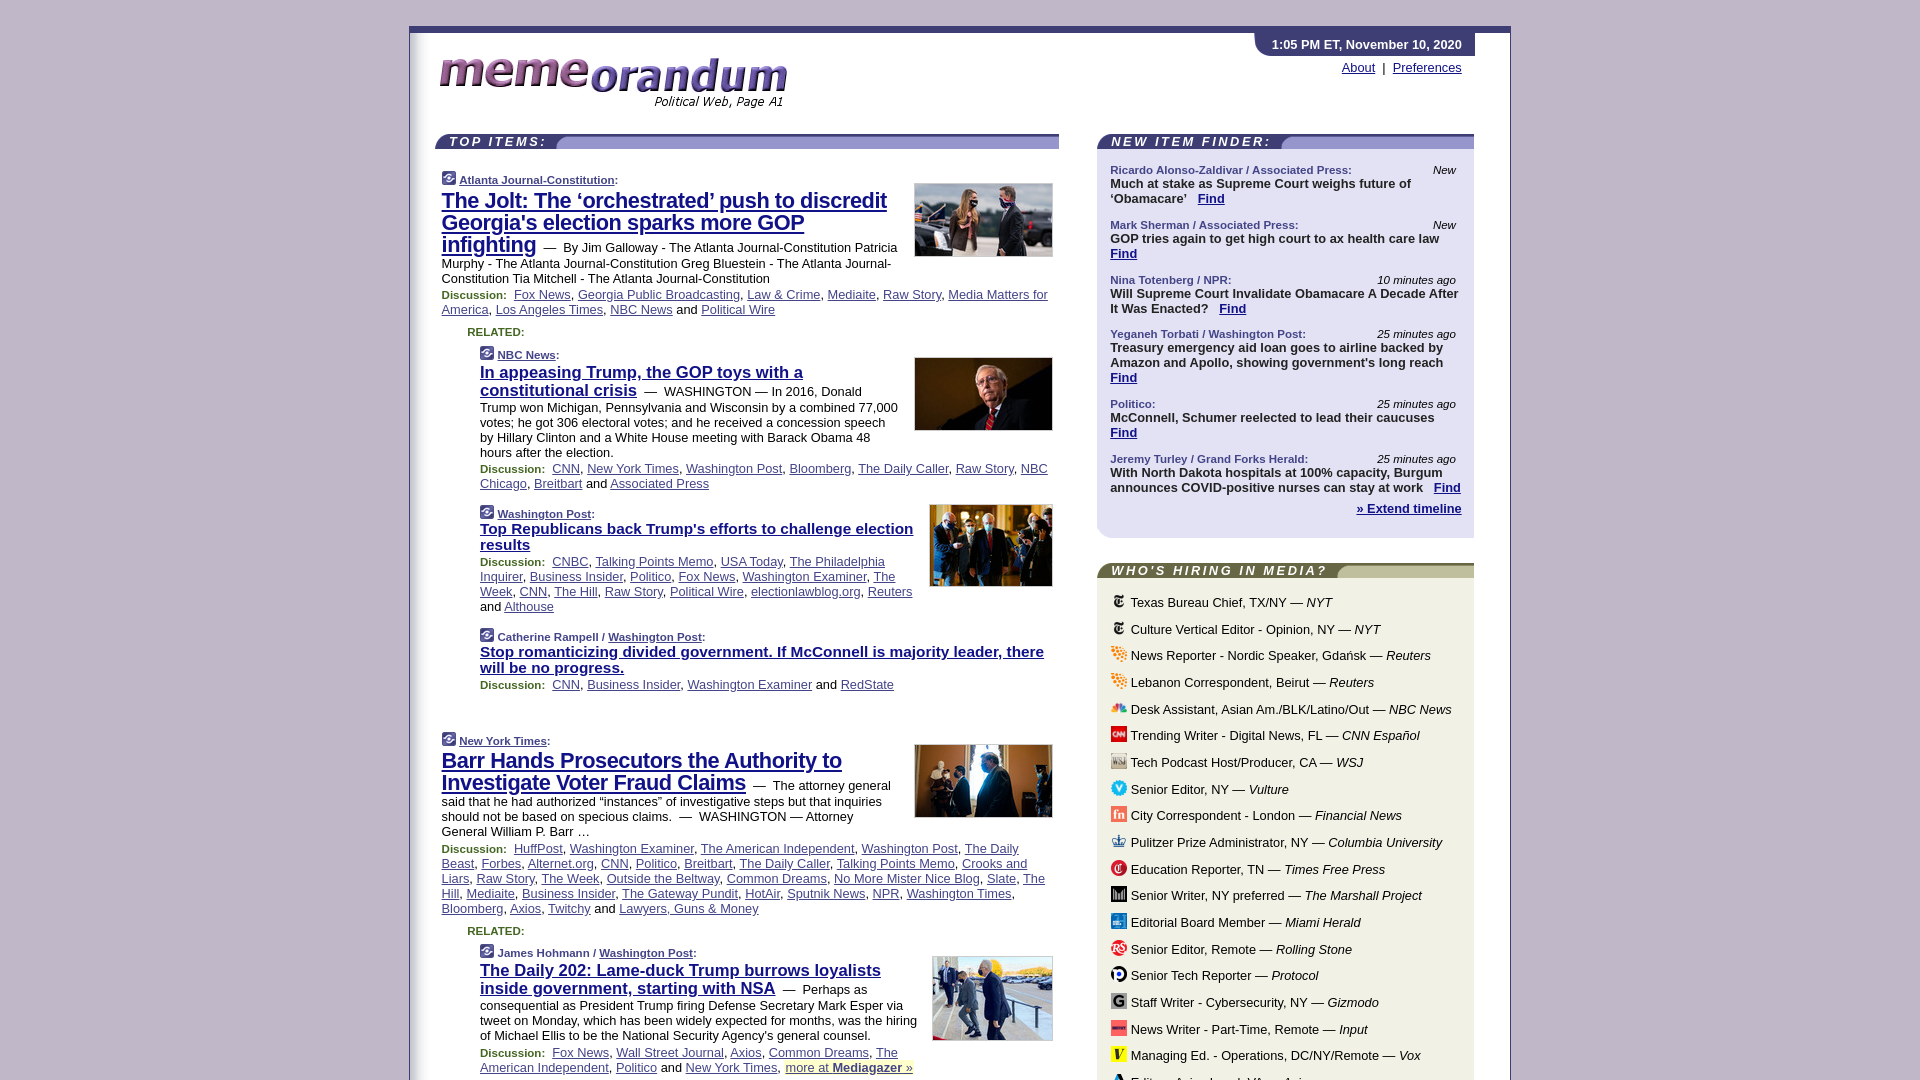 1:05 PM ET, November 10, 2020
About | Preferences
memeorandum
Political Web, Page A1
TOP ITEMS:
Atlanta Journal-Constitution:
The Jolt: The ‘orchestrated’ push to discredit
Georgia's election sparks more GOP
infighting — By Jim Galloway - The Atlanta Journal-Constitution Patricia
Murphy - The Atlanta Journal-Constitution Greg Bluestein - The Atlanta Journal-
Constitution Tia Mitchell - The Atlanta Journal-Constitution
Discussion: Fox News, Georgia Public Broadcasting, Law & Crime, Mediaite, Raw Story, Media Matters for
America, Los Angeles Times, NBC News and Political Wire
RELATED:
NBC News:
In appeasing Trump, the GOP toys with a
constitutional crisis — WASHINGTON — In 2016, Donald
Trump won Michigan, Pennsylvania and Wisconsin by a combined 77,000
votes; he got 306 electoral votes; and he received a concession speech
by Hillary Clinton and a White House meeting with Barack Obama 48
hours after the election.
Discussion: CNN, New York Times, Washington Post, Bloomberg, The Daily Caller, Raw Story, NBC
Chicago, Breitbart and Associated Press
Washington Post:
Top Republicans back Trump's efforts to challenge election
results
Discussion: CNBC, Talking Points Memo, USA Today, The Philadelphia
Inquirer, Business Insider, Politico, Fox News, Washington Examiner, The
Week, CNN, The Hill, Raw Story, Political Wire, electionlawblog.org, Reuters
and Althouse
Catherine Rampell / Washington Post:
Stop romanticizing divided government. If McConnell is majority leader, there
will be no progress.
Discussion: CNN, Business Insider, Washington Examiner and RedState
New York Times:
Barr Hands Prosecutors the Authority to
Investigate Voter Fraud Claims — The attorney general
said that he had authorized “instances” of investigative steps but that inquiries
should not be based on specious claims. — WASHINGTON — Attorney
General William P. Barr …
Discussion: HuffPost, Washington Examiner, The American Independent, Washington Post, The Daily
Beast, Forbes, Alternet.org, CNN, Politico, Breitbart, The Daily Caller, Talking Points Memo, Crooks and
Liars, Raw Story, The Week, Outside the Beltway, Common Dreams, No More Mister Nice Blog, Slate, The
Hill, Mediaite, Business Insider, The Gateway Pundit, HotAir, Sputnik News, NPR, Washington Times,
Bloomberg, Axios, Twitchy and Lawyers, Guns & Money
RELATED:
James Hohmann / Washington Post:
The Daily 202: Lame-duck Trump burrows loyalists
inside government, starting with NSA — Perhaps as
consequential as President Trump firing Defense Secretary Mark Esper via
tweet on Monday, which has been widely expected for months, was the hiring
of Michael Ellis to be the National Security Agency's general counsel.
Discussion: Fox News, Wall Street Journal, Axios, Common Dreams, The
American Independent, Politico and New York Times, more at Mediagazer »
NEW ITEM FINDER:
Ricardo Alonso-Zaldivar / Associated Press: New
Much at stake as Supreme Court weighs future of
‘Obamacare’ Find
Mark Sherman / Associated Press: New
GOP tries again to get high court to ax health care law
Find
Nina Totenberg / NPR: 10 minutes ago
Will Supreme Court Invalidate Obamacare A Decade After
It Was Enacted? Find
Yeganeh Torbati / Washington Post: 25 minutes ago
Treasury emergency aid loan goes to airline backed by
Amazon and Apollo, showing government's long reach
Find
Politico: 25 minutes ago
McConnell, Schumer reelected to lead their caucuses
Find
Jeremy Turley / Grand Forks Herald: 25 minutes ago
With North Dakota hospitals at 100% capacity, Burgum
announces COVID-positive nurses can stay at work Find
» Extend timeline
WHO'S HIRING IN MEDIA?
Texas Bureau Chief, TX/NY — NYT
Culture Vertical Editor - Opinion, NY — NYT
News Reporter - Nordic Speaker, Gdańsk — Reuters
Lebanon Correspondent, Beirut — Reuters
Desk Assistant, Asian Am./BLK/Latino/Out — NBC News
Trending Writer - Digital News, FL — CNN Español
Tech Podcast Host/Producer, CA — WSJ
Senior Editor, NY — Vulture
City Correspondent - London — Financial News
Pulitzer Prize Administrator, NY — Columbia University
Education Reporter, TN — Times Free Press
Senior Writer, NY preferred — The Marshall Project
Editorial Board Member — Miami Herald
Senior Editor, Remote — Rolling Stone
Senior Tech Reporter — Protocol
Staff Writer - Cybersecurity, NY — Gizmodo
News Writer - Part-Time, Remote — Input
Managing Ed. - Operations, DC/NY/Remote — Vox